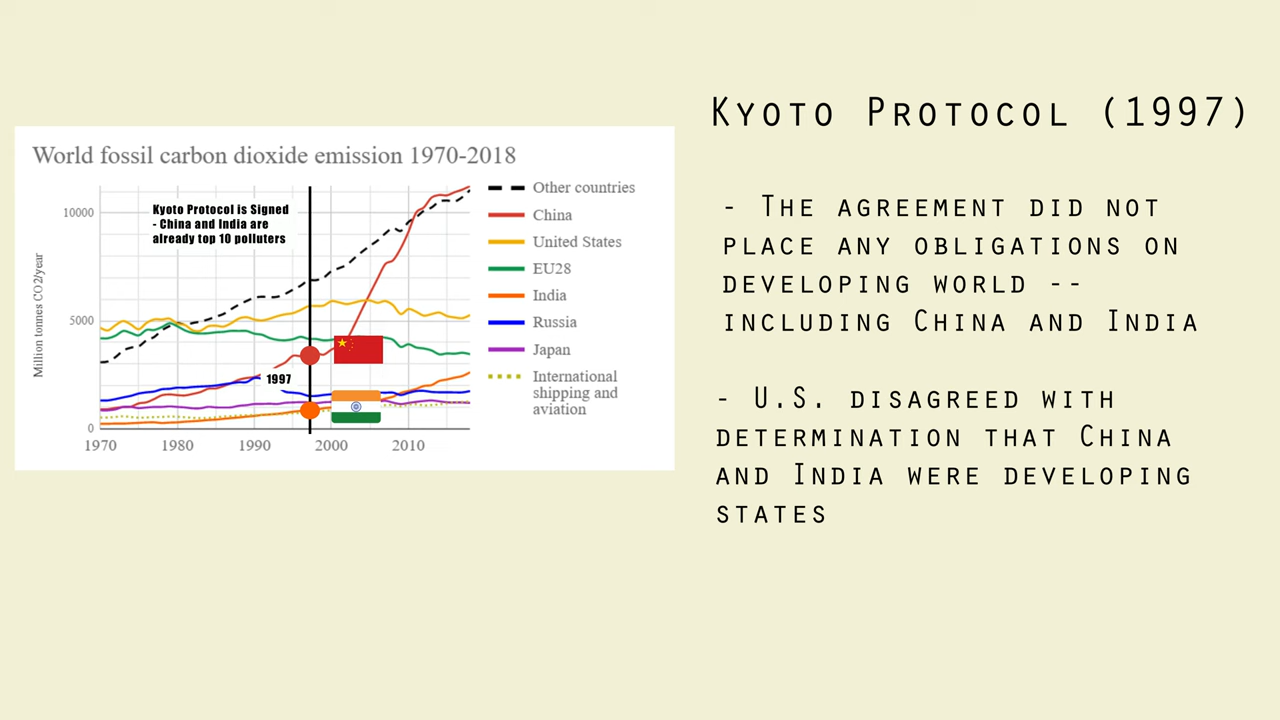 Kyoto Protocol (1997)
World fossil carbon dioxide emission 1970-2018
Million tonnes CO2/year
10000
5000
0
1970
1980
1990
2000
2010
Kyoto Protocol is Signed
- China and India are
already top 10 polluters
1997
Other countries
China
United States
EU28
India
Russia
Japan
International
shipping and
aviation
- The agreement did not
place any obligations on
developing world --
including China and India
- U.S. disagreed with
determination that China
and India were developing
states